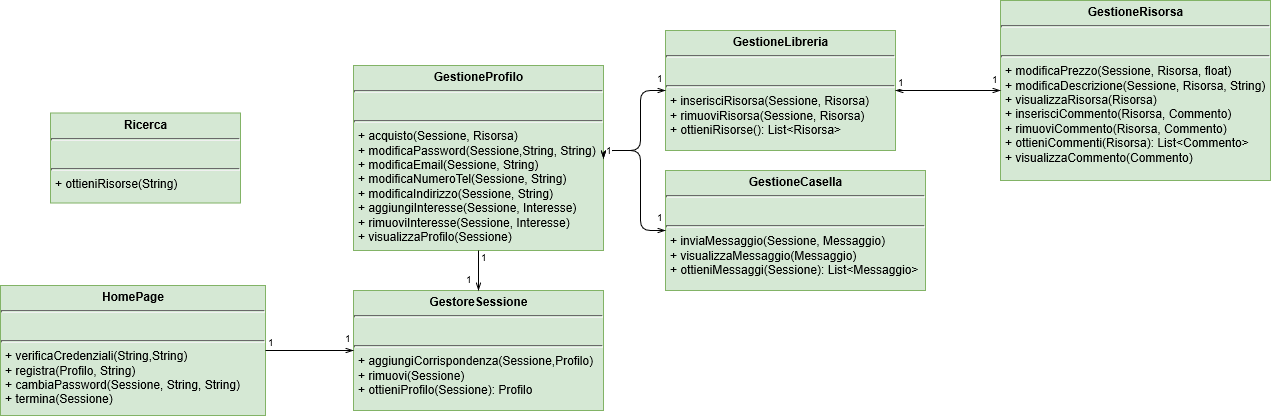 Ricerca
+ ottieniRisorse(String)
GestioneProfilo
+ acquisto(Sessione, Risorsa)
+ modificaPassword(Sessione,String, String)
+ modificaEmail(Sessione, String)
+ modificaNumeroTel(Sessione, String)
+ modificaIndirizzo(Sessione, String)
+ aggiungiInteresse(Sessione, Interesse)
+ rimuoviInteresse(Sessione, Interesse)
+ visualizzaProfilo(Sessione)
1
1
1
1
GestioneLibreria
+ inserisciRisorsa(Sessione, Risorsa)
+ rimuoviRisorsa(Sessione, Risorsa)
+ ottieniRisorse(): List<Risorsa>
1
1
GestioneRisorsa
+ modificaPrezzo(Sessione, Risorsa, float)
+ modificaDescrizione(Sessione, Risorsa, String)
+ visualizzaRisorsa(Risorsa)
+ inserisciCommento(Risorsa, Commento)
+ rimuoviCommento(Risorsa, Commento)
+ ottieniCommenti(Risorsa): List<Commento>
+ visualizzaCommento(Commento)
GestioneCasella
+ inviaMessaggio(Sessione, Messaggio)
+ visualizzaMessaggio(Messaggio)
+ ottieniMessaggi(Sessione): List<Messaggio>
HomePage
+ verificaCredenziali(String,String)
+ registra(Profilo, String)
+ cambiaPassword(Sessione, String, String)
+ termina(Sessione)
1
1
1
GestoreSessione
+ aggiungiCorrispondenza(Sessione,Profilo)
+ rimuovi(Sessione)
+ ottieniProfilo(Sessione): Profilo